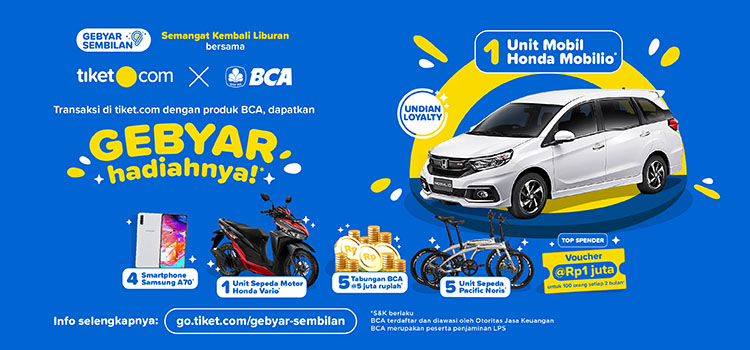 GEBYAR
SEMBILAN
Semangat Kembali Liburan
bersama
tiket.com
BCA
Transaksi di tiket.com dengan produk BCA, dapatkan
GEBYAR
hadiahnya!*
1 Unit Mobil
Honda Mobilio*
UNDIAN
LOYALTY
4 Smartphone
Samsung A70*
1 Unit Sepeda Motor
Honda Vario*
5 Tabungan BCA
@5 juta rupiah*
5 Unit Sepeda
Pacific Noris*
TOP SPENDER
Voucher
@Rp1 juta
untuk 100 orang setiap 2 bulan*
Info selengkapnya:
go.tiket.com/gebyar-sembilan
*S&K berlaku
BCA terdaftar dan diawasi oleh Otoritas Jasa Keuangan
BCA merupakan peserta penjaminan LPS